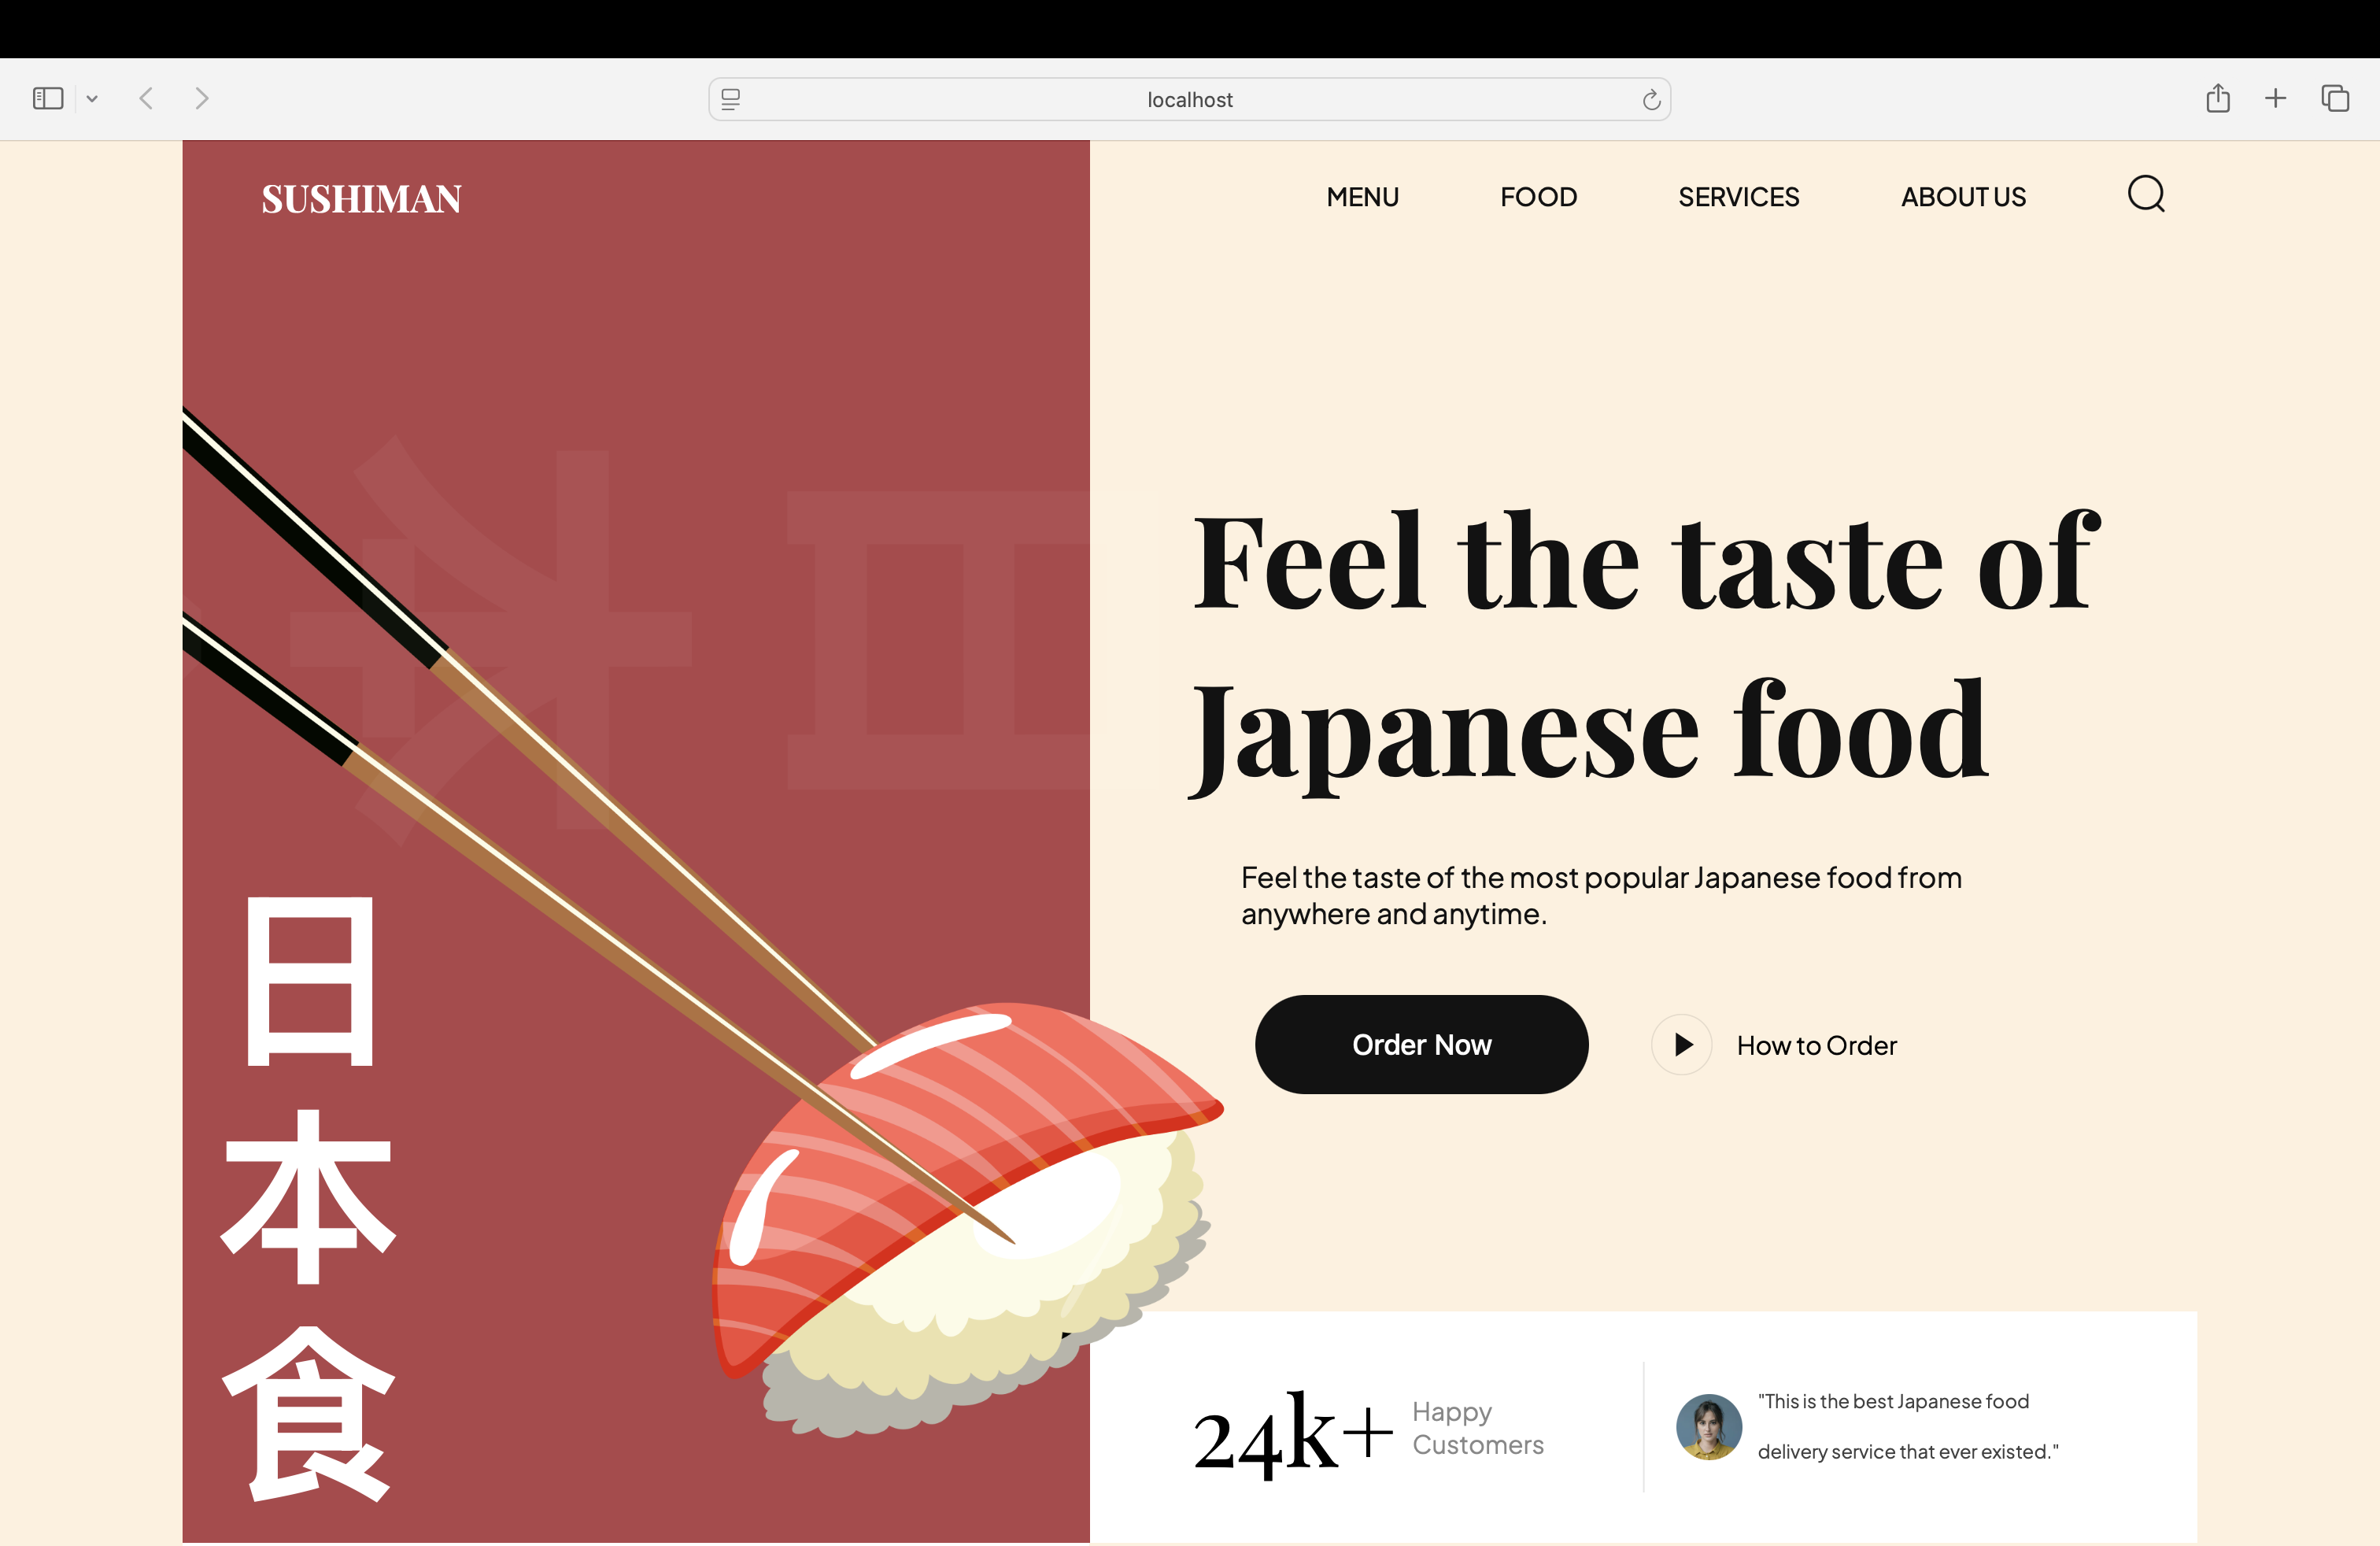 localhost
SUSHIMAN
MENU
FOOD
SERVICES
ABOUT US
日
本
食
Feel the taste of
Japanese food
Feel the taste of the most popular Japanese food from
anywhere and anytime.
Order Now
How to Order
24k+
Happy
Customers
"This is the best Japanese food
delivery service that ever existed."